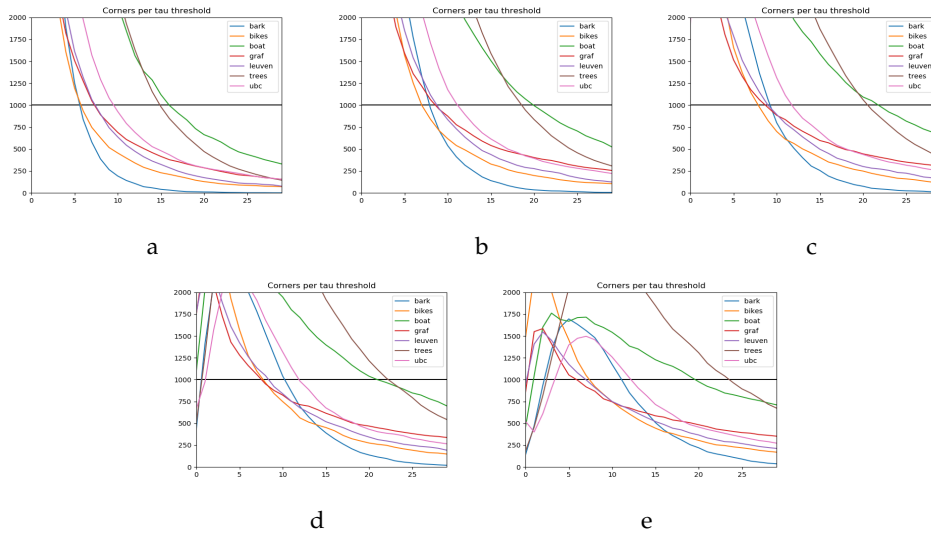 Corners per tau threshold
2000
1750
1500
1250
1000
750
500
250
0
0 5 10 15 20 25
bark
bikes
boat
graf
leuven
trees
ubc
a
Corners per tau threshold
2000
1750
1500
1250
1000
750
500
250
0
0 5 10 15 20 25
bark
bikes
boat
graf
leuven
trees
ubc
b
Corners per tau threshold
2000
1750
1500
1250
1000
750
500
250
0
0 5 10 15 20 25
bark
bikes
boat
graf
leuven
trees
ubc
c
Corners per tau threshold
2000
1750
1500
1250
1000
750
500
250
0
0 5 10 15 20 25
bark
bikes
boat
graf
leuven
trees
ubc
d
Corners per tau threshold
2000
1750
1500
1250
1000
750
500
250
0
0 5 10 15 20 25
bark
bikes
boat
graf
leuven
trees
ubc
e